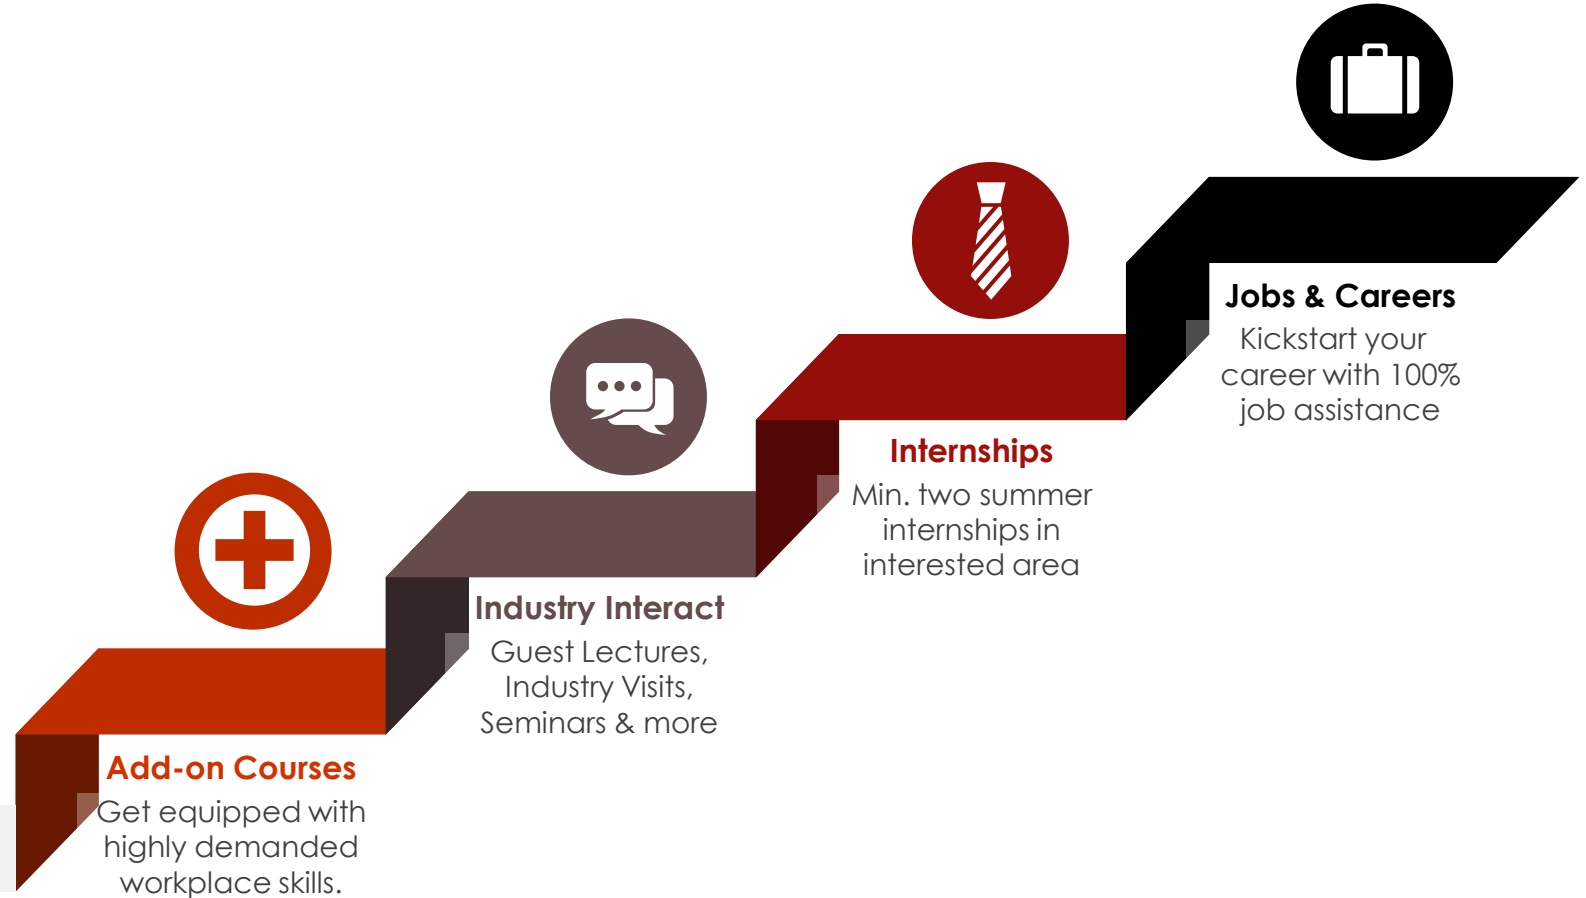 Jobs & Careers
Kickstart your
career with 100%
job assistance
Internships
Min. two summer
internships in
interested area
Industry Interact
Guest Lectures,
Industry Visits,
Seminars & more
Add-on Courses
Get equipped with
highly demanded
workplace skills.